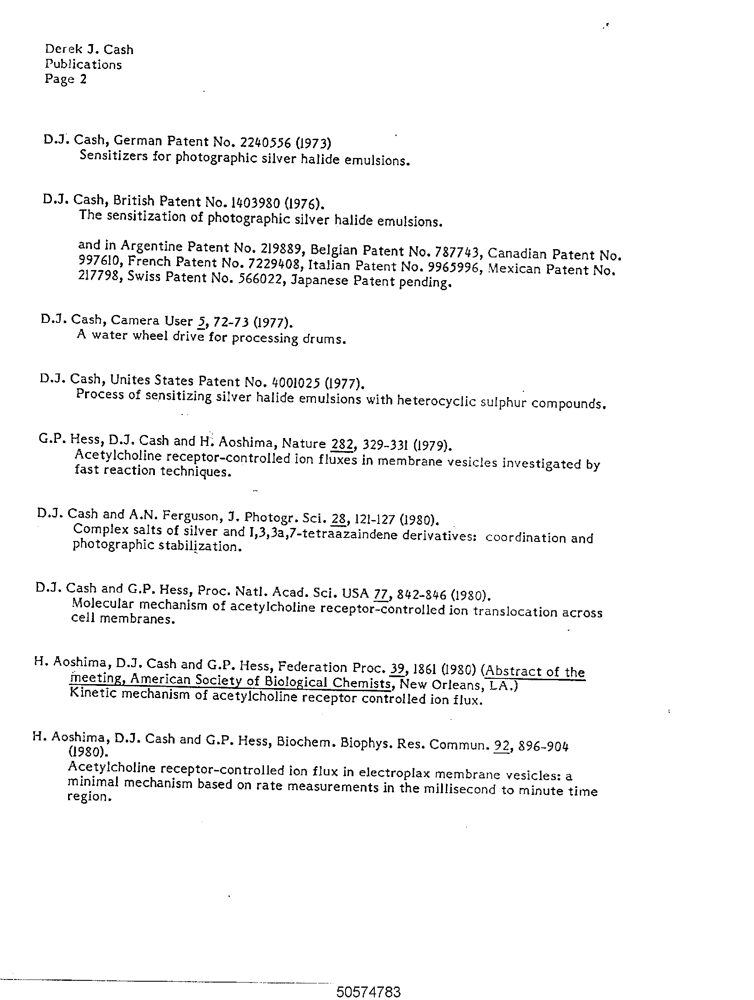 Derek J. Cash
Publications
Page 2
D.J. Cash, German Patent No. 2240556 (1973)
Sensitizers for photographic silver halide emulsions.
D.J. Cash, British Patent No. 1403980 (1976).
The sensitization of photographic silver halide emulsions.
and in Argentine Patent No. 219889, Belgian Patent No. 787743, Canadian Patent No.
997610, French Patent No. 7229408, Italian Patent No. 9965996, Mexican Patent No.
217798, Swiss Patent No. 566022, Japanese Patent pending.
D.J. Cash, Camera User 5, 72-73 (1977).
A water wheel drive for processing drums.
D.J. Cash, Unites States Patent No. 4001025 (1977).
Process of sensitizing silver halide emulsions with heterocyclic sulphur compounds.
G.P. Hess, D.J. Cash and H. Aoshima, Nature 282, 329-331 (1979).
Acetylcholine receptor-controlled ion fluxes in membrane vesicles investigated by
fast reaction techniques.
D.J. Cash and A.N. Ferguson, J. Photogr. Sci. 28, 121-127 (1980).
Complex salts of silver and 1,3,3a,7-tetraazaindene derivatives: coordination and
photographic stabilization.
D.J. Cash and G.P. Hess, Proc. Natl. Acad. Sci. USA 77, 842-846 (1980).
Molecular mechanism of acetylcholine receptor-controlled ion translocation across
cell membranes.
H. Aoshima, D.J. Cash and G.P. Hess, Federation Proc. 39, 1861 (1980) (Abstract of the
meeting, American Society of Biological Chemists, New Orleans, LA.)
Kinetic mechanism of acetylcholine receptor controlled ion flux.
H. Aoshima, D.J. Cash and G.P. Hess, Biochem. Biophys. Res. Commun. 92, 896-904
(1980).
Acetylcholine receptor-controlled ion flux in electroplax membrane vesicles: a
minimal mechanism based on rate measurements in the millisecond to minute time
region.
50574783